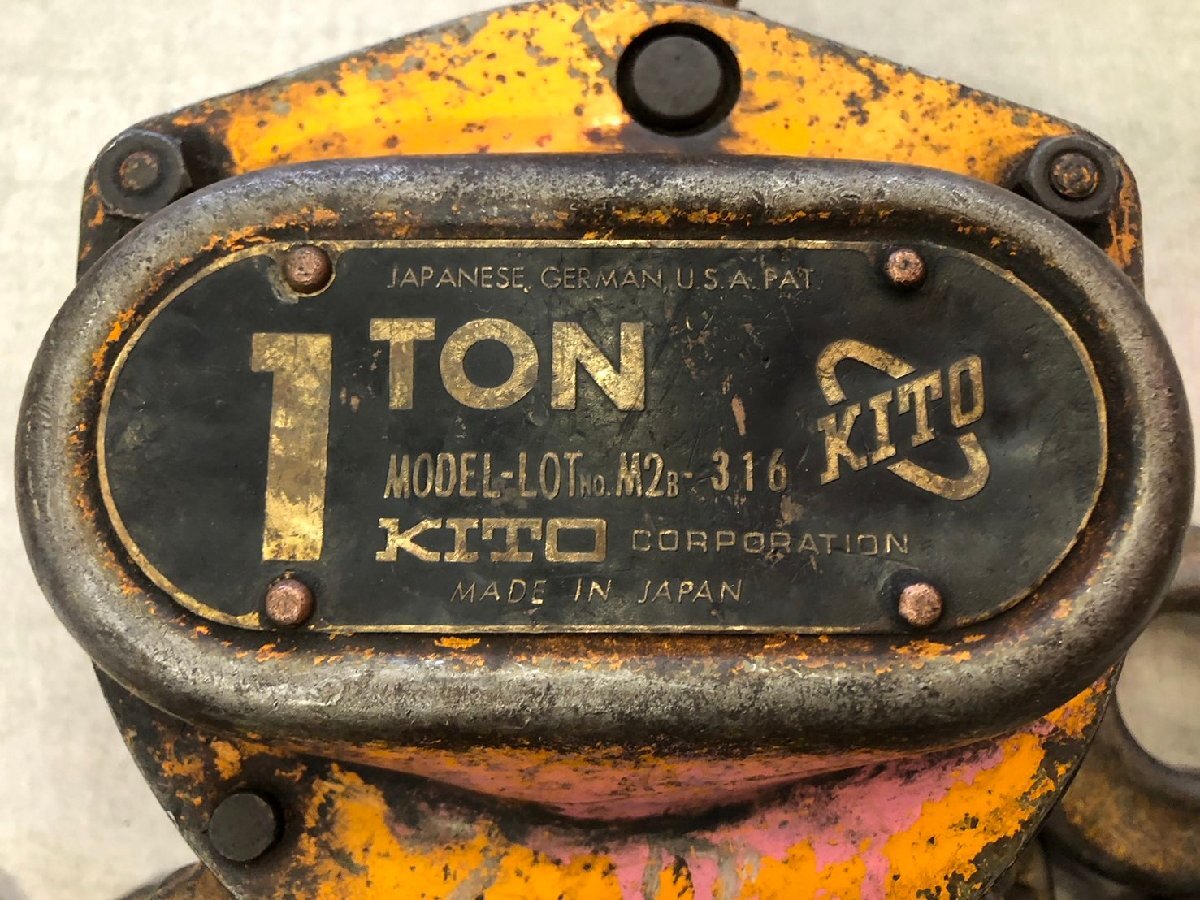 JAPANESE, GERMAN, U.S.A. PAT
1 TON
MODEL-LOT NO. M2B-316
KITO CORPORATION
MADE IN JAPAN
KITO